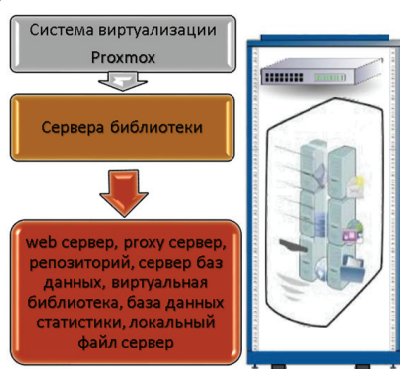 Система виртуализации
Proxmox
Сервера библиотеки
web сервер, proxy сервер,
репозиторий, сервер баз
данных, виртуальная
библиотека, база данных
статистики, локальный
файл сервер